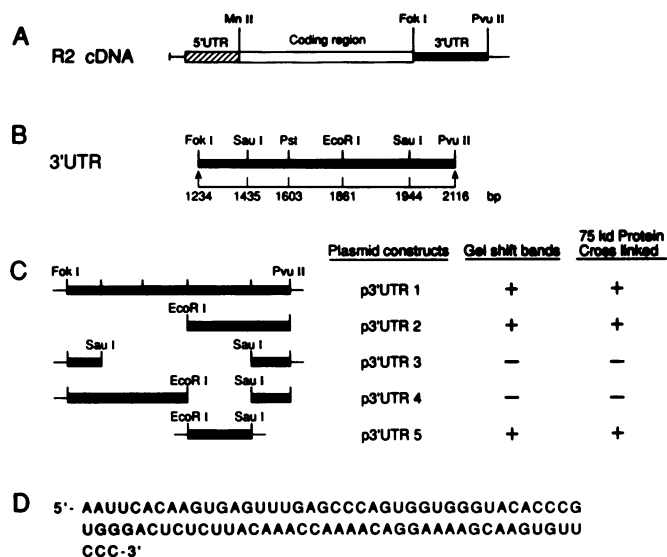 A
R2 cDNA
Mn II
Fok I
Pvu II
5'UTR
Coding region
3'UTR
B
3'UTR
Fok I
Sau I
Pst
EcoR I
Sau I
Pvu II
1234
1435
1603
1861
1944
2116
bp
C
Plasmid constructs
Gel shift bands
75 kd Protein
Cross linked
Fok I
Pvu II
p3'UTR 1
+
+
EcoR I
p3'UTR 2
+
+
Sau I
Sau I
p3'UTR 3
–
–
EcoR I
Sau I
p3'UTR 4
–
–
EcoR I
Sau I
p3'UTR 5
+
+
D
5'- AAUUCACAAGUGAGUUUGAGCCCAGUGGUGGGUACACCCG
UGGGACUCUCUUACAAACCAAAACAGGAAAAGCAAGUGUU
CCC-3'